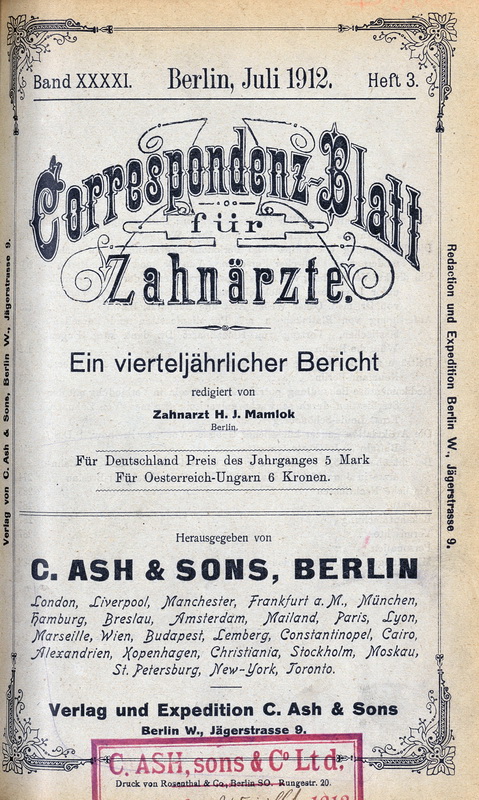 Band XXXXI. Berlin, Juli 1912. Heft 3.
Correspondenz-Blatt
für
Zahnärzte.
Ein vierteljährlicher Bericht
redigiert von
Zahnarzt H. J. Mamlok
Berlin.
Für Deutschland Preis des Jahrganges 5 Mark
Für Oesterreich-Ungarn 6 Kronen.
Herausgegeben von
C. ASH & SONS, BERLIN
London, Liverpool, Manchester, Frankfurt a. M., München,
Hamburg, Breslau, Amsterdam, Mailand, Paris, Lyon,
Marseille, Wien, Budapest, Lemberg, Constantinopel, Cairo,
Alexandrien, Kopenhagen, Christiania, Stockholm, Moskau,
St. Petersburg, New-York, Toronto.
Verlag und Expedition C. Ash & Sons
Berlin W., Jägerstrasse 9.
C. ASH, sons & Co Ltd.
Druck von Rosenthal & Co., Berlin SO. Rungestr. 20.
1912
Verlag von C. Ash & Sons, Berlin W., Jägerstrasse 9.
Redaction und Expedition Berlin W., Jägerstrasse 9.